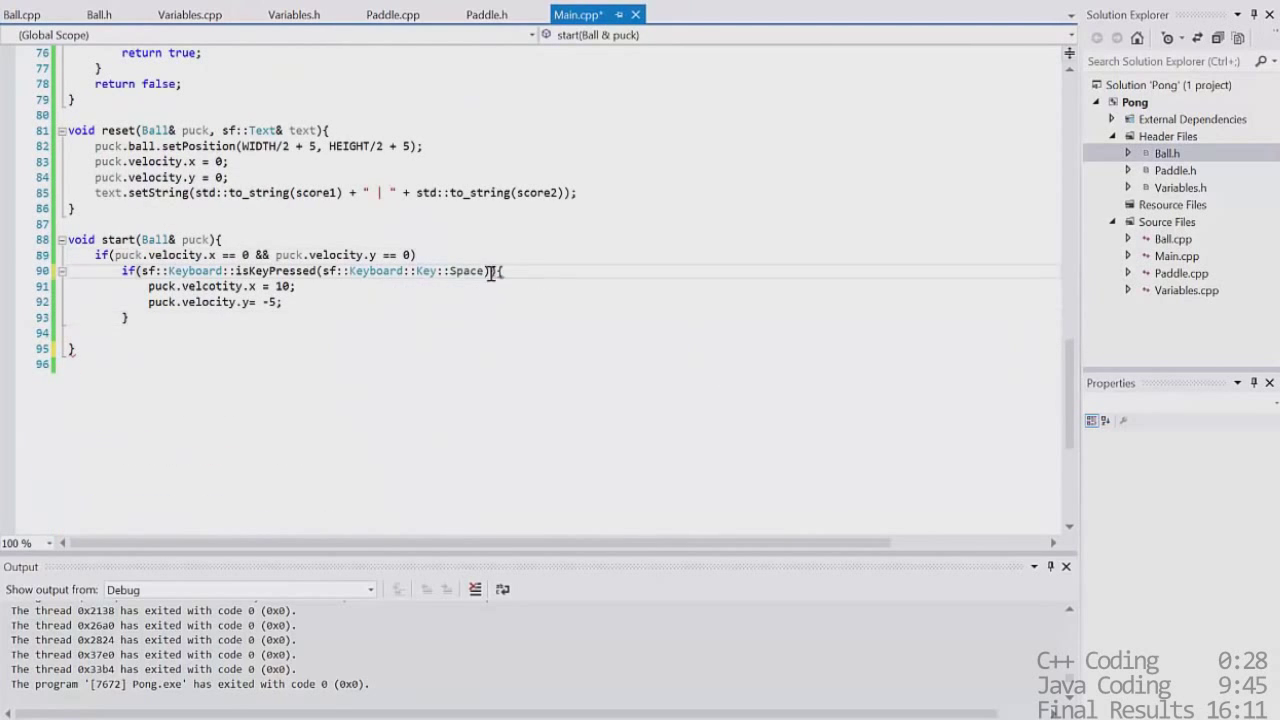 Ball.cpp Ball.h Variables.cpp Variables.h Paddle.cpp Paddle.h Main.cpp*
(Global Scope) start(Ball & puck)
76 return true;
77 }
78 return false;
79 }
80
81 void reset(Ball& puck, sf::Text& text){
82 puck.ball.setPosition(WIDTH/2 + 5, HEIGHT/2 + 5);
83 puck.velocity.x = 0;
84 puck.velocity.y = 0;
85 text.setString(std::to_string(score1) + " | " + std::to_string(score2));
86 }
87
88 void start(Ball& puck){
89 if(puck.velocity.x == 0 && puck.velocity.y == 0)
90 if(sf::Keyboard::isKeyPressed(sf::Keyboard::Key::Space)){
91 puck.velcotity.x = 10;
92 puck.velocity.y= -5;
93 }
94
95 }
96
100 %
Output
Show output from: Debug
The thread 0x2138 has exited with code 0 (0x0).
The thread 0x26a0 has exited with code 0 (0x0).
The thread 0x2824 has exited with code 0 (0x0).
The thread 0x37e0 has exited with code 0 (0x0).
The thread 0x33b4 has exited with code 0 (0x0).
The program '[7672] Pong.exe' has exited with code 0 (0x0).
Solution Explorer
Search Solution Explorer (Ctrl+;)
Solution 'Pong' (1 project)
Pong
External Dependencies
Header Files
Ball.h
Paddle.h
Variables.h
Resource Files
Source Files
Ball.cpp
Main.cpp
Paddle.cpp
Variables.cpp
Properties
C++ Coding 0:28
Java Coding 9:45
Final Results 16:11